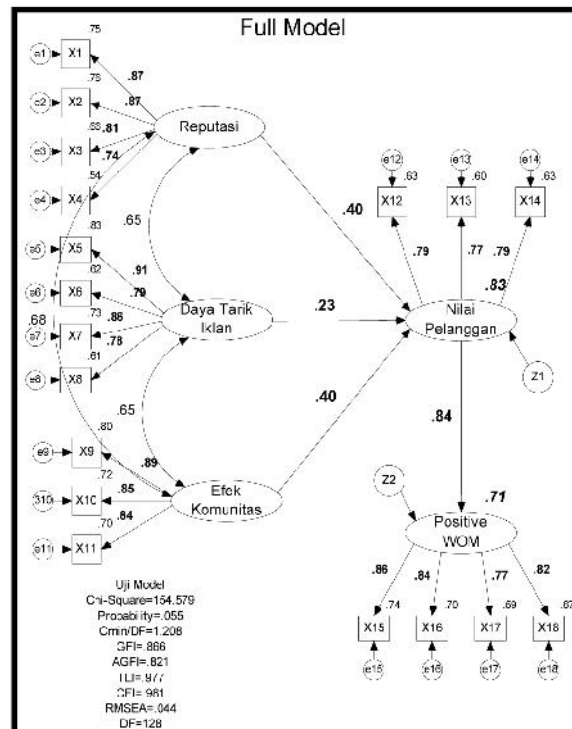 Full Model
.75
e1 X1
.87
.76
e2 X2
.87
Reputasi
.66
e3 X3
.81
.74
.54
e4 X4
e12 e13 e14
.63 .60 .63
X12 X13 X14
.40
.65
.83
e5 X5
.91
.79 .77 .79
.62
e6 X6
.79
.83
.73
Daya Tarik
Iklan
.23
Nilai
Pelanggan
.68
e7 X7
.86
.78
.61
e8 X8
Z1
.65
.40
.84
.80
e9 X9
.89
.72
310 X10
.85
Efek
Komunitas
Z2
.71
.70
.84
e11 X11
Positive
WOM
.86 .84 .77 .82
.74 .70 .69 .67
X15 X16 X17 X18
e15 e16 e17 e18
Uji Model
Chi-Square=154.579
Probability=.055
Cmin/DF=1.208
GFI=.866
AGFI=.821
TLI=.977
CFI=.981
RMSEA=.044
DF=128